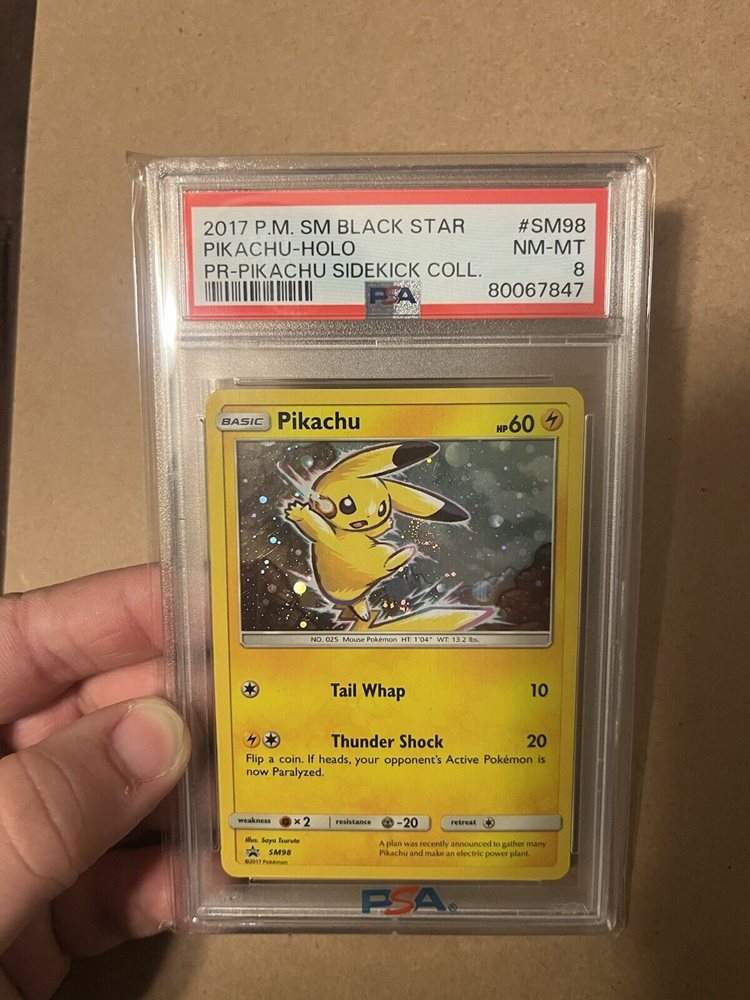 2017 P.M. SM BLACK STAR #SM98
PIKACHU-HOLO NM-MT
PR-PIKACHU SIDEKICK COLL. 8
PSA 80067847
BASIC Pikachu HP60
NO. 025 Mouse Pokémon HT: 1'04" WT: 13.2 lbs.
Tail Whap 10
Thunder Shock 20
Flip a coin. If heads, your opponent's Active Pokémon is
now Paralyzed.
weakness ×2 resistance -20 retreat
Illus. Saya Tsuruta
A plan was recently announced to gather many
SM98
Pikachu and make an electric power plant.
©2017 Pokémon
PSA®
PSA